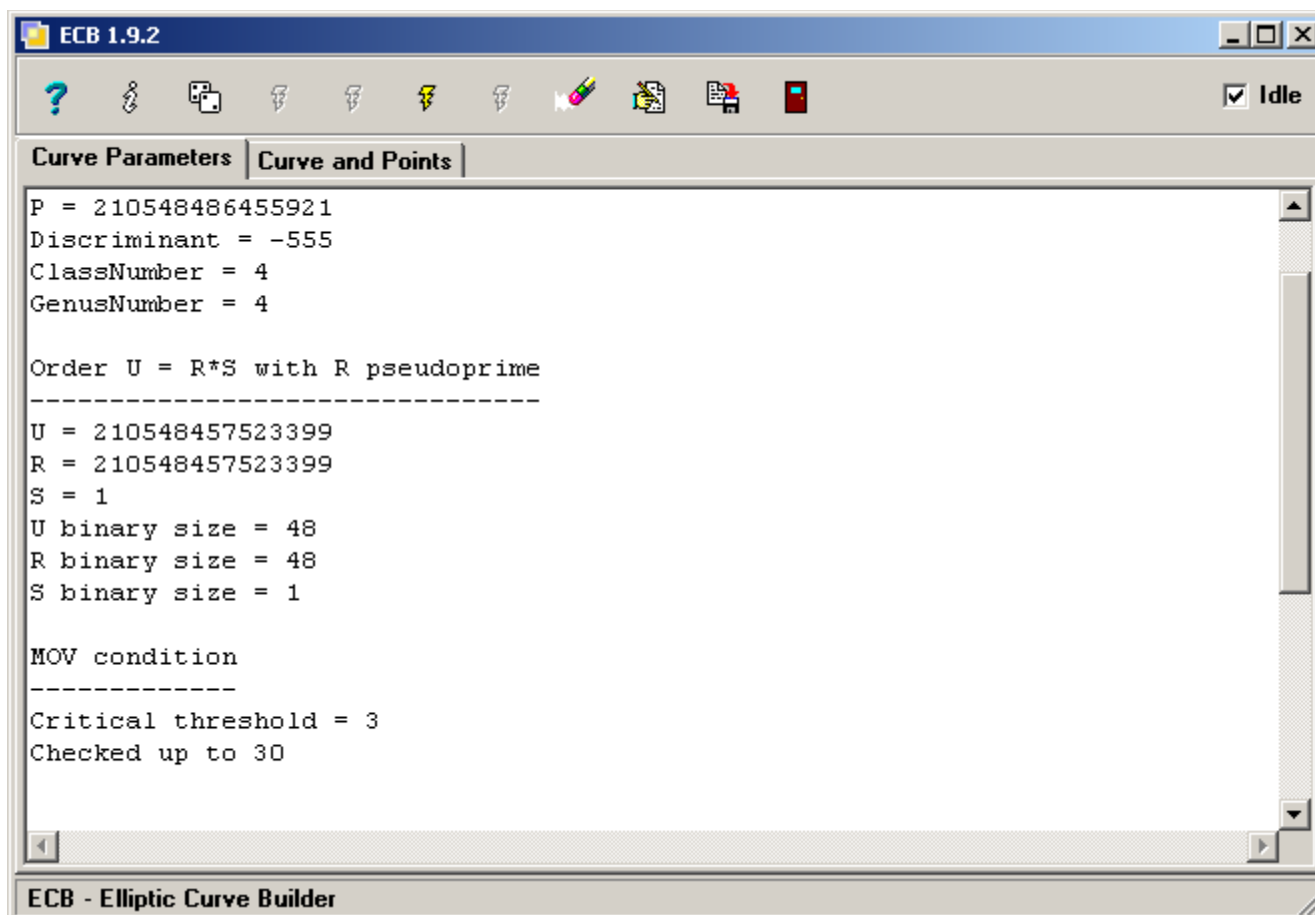 ECB 1.9.2
Idle
Curve Parameters
Curve and Points
P = 210548486455921
Discriminant = -555
ClassNumber = 4
GenusNumber = 4
Order U = R*S with R pseudoprime
--------------------------------
U = 210548457523399
R = 210548457523399
S = 1
U binary size = 48
R binary size = 48
S binary size = 1
MOV condition
-------------
Critical threshold = 3
Checked up to 30
ECB - Elliptic Curve Builder